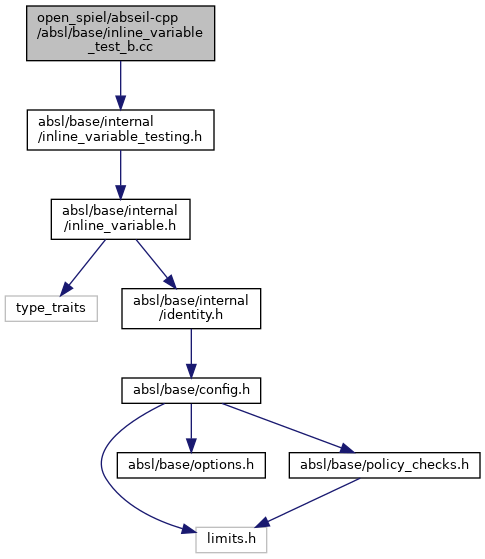 open_spiel/abseil-cpp
/absl/base/inline_variable
_test_b.cc
absl/base/internal
/inline_variable_testing.h
absl/base/internal
/inline_variable.h
type_traits
absl/base/internal
/identity.h
absl/base/config.h
absl/base/options.h
absl/base/policy_checks.h
limits.h